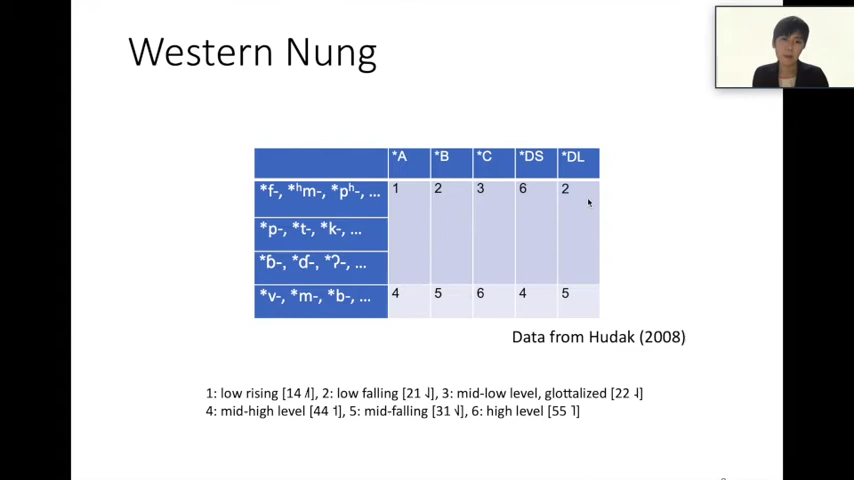 Western Nung
*A *B *C *DS *DL
*f-, *ʰm-, *pʰ-, ... 1 2 3 6 2
*p-, *t-, *k-, ...
*ɓ-, *ɗ-, *ʔ-, ...
*v-, *m-, *b-, ... 4 5 6 4 5
Data from Hudak (2008)
1: low rising [14 ˩˦], 2: low falling [21 ˨˩], 3: mid-low level, glottalized [22 ˨]
4: mid-high level [44 ˦], 5: mid-falling [31 ˧˩], 6: high level [55 ˥]